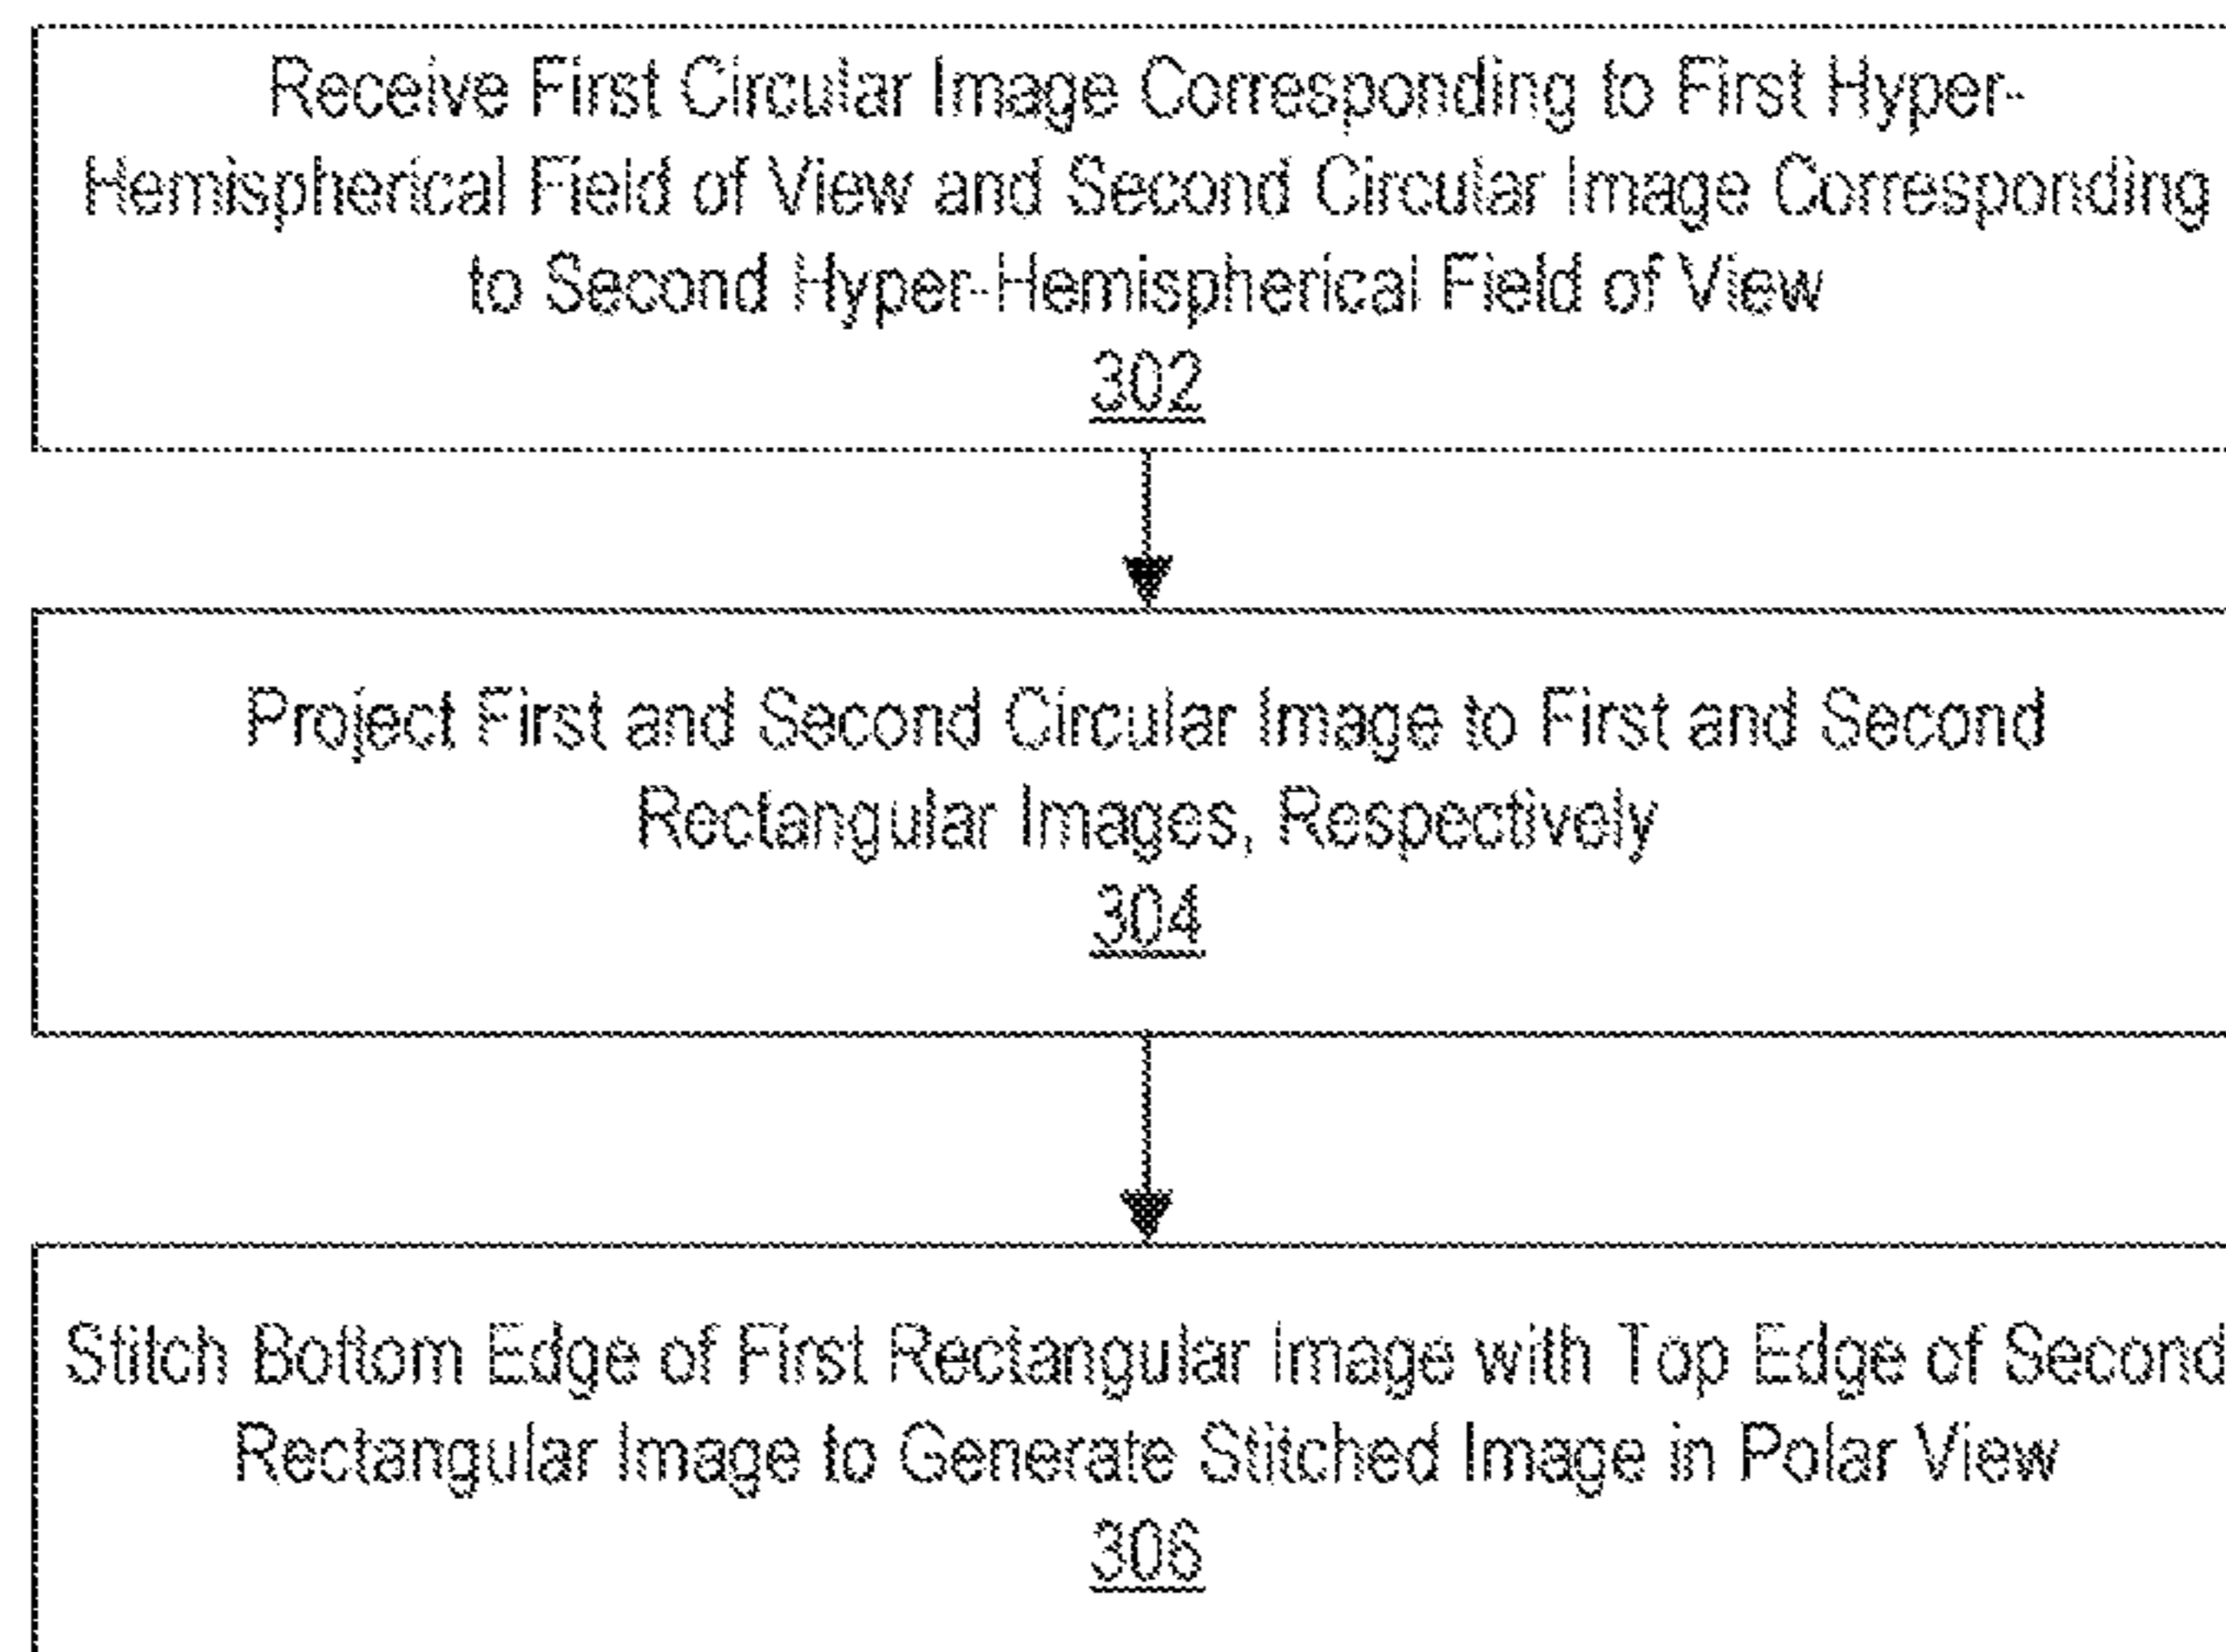 Receive First Circular Image Corresponding to First Hyper-
Hemispherical Field of View and Second Circular Image Corresponding
to Second Hyper-Hemispherical Field of View
302
Project First and Second Circular Image to First and Second
Rectangular Images, Respectively
304
Stitch Bottom Edge of First Rectangular Image with Top Edge of Second
Rectangular Image to Generate Stitched Image in Polar View
306